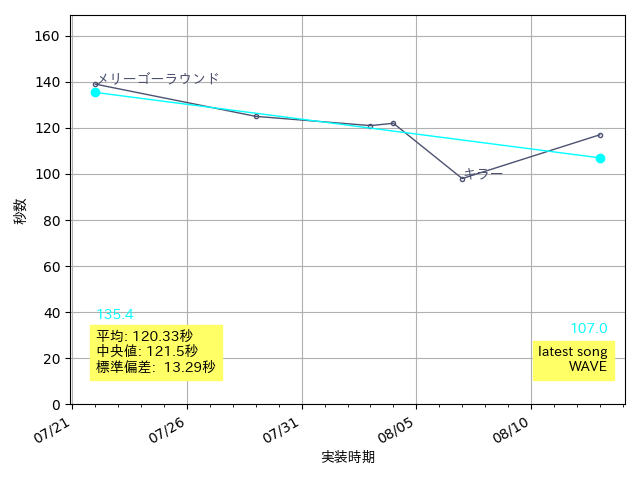 160
140
120
100
80
60
40
20
0
秒数
メリーゴーラウンド
キラー
135.4
107.0
平均: 120.33秒
中央値: 121.5秒
標準偏差: 13.29秒
latest song
WAVE
07/21
07/26
07/31
08/05
08/10
実装時期